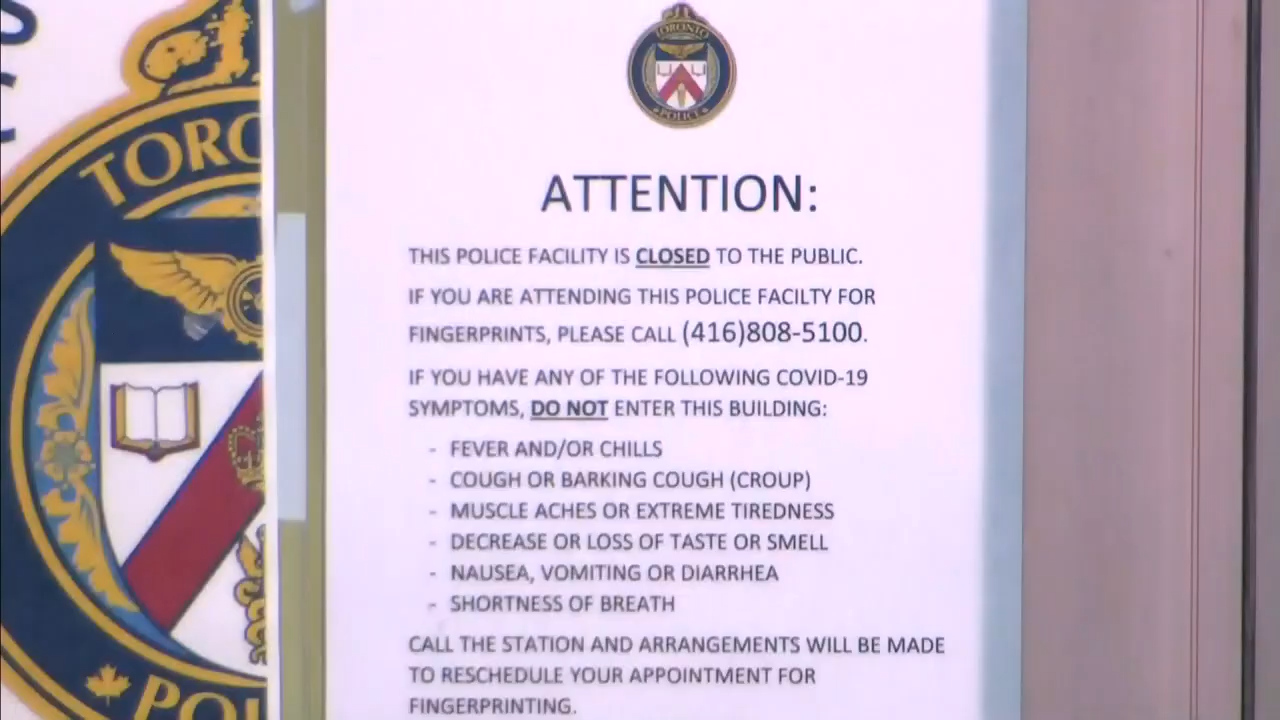 TORONTO
POLICE
ATTENTION:
THIS POLICE FACILITY IS CLOSED TO THE PUBLIC.
IF YOU ARE ATTENDING THIS POLICE FACILTY FOR
FINGERPRINTS, PLEASE CALL (416)808-5100.
IF YOU HAVE ANY OF THE FOLLOWING COVID-19
SYMPTOMS, DO NOT ENTER THIS BUILDING:
- FEVER AND/OR CHILLS
- COUGH OR BARKING COUGH (CROUP)
- MUSCLE ACHES OR EXTREME TIREDNESS
- DECREASE OR LOSS OF TASTE OR SMELL
- NAUSEA, VOMITING OR DIARRHEA
- SHORTNESS OF BREATH
CALL THE STATION AND ARRANGEMENTS WILL BE MADE
TO RESCHEDULE YOUR APPOINTMENT FOR
FINGERPRINTING.
TORO
POLI